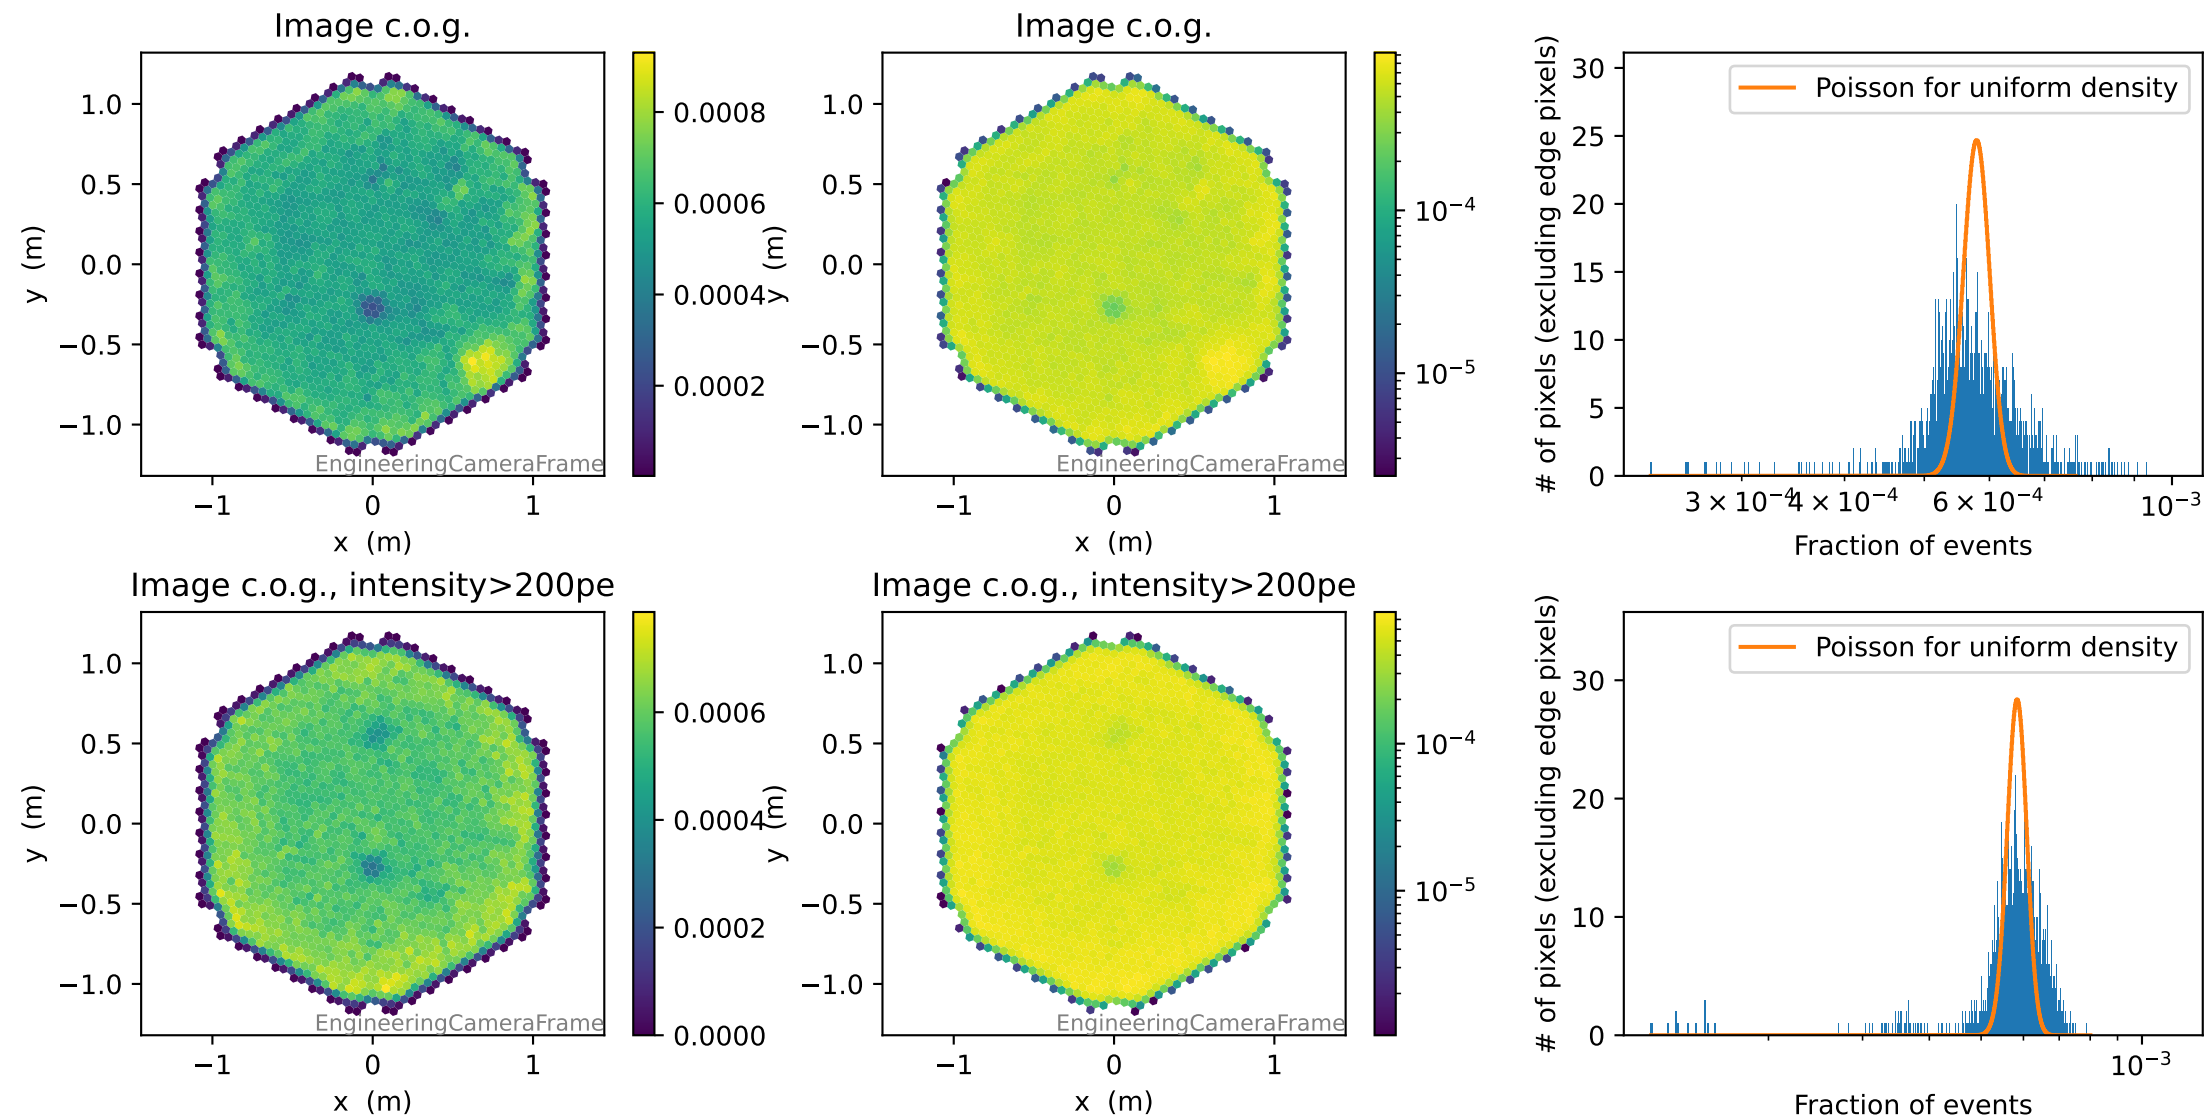 Image c.o.g.
1.0
0.5
0.0
−0.5
−1.0
y (m)
−1
0
1
x (m)
EngineeringCameraFrame
0.0008
0.0006
0.0004
0.0002
Image c.o.g.
1.0
0.5
0.0
−0.5
−1.0
y (m)
−1
0
1
x (m)
EngineeringCameraFrame
10⁻⁴
10⁻⁵
# of pixels (excluding edge pixels)
30
25
20
15
10
5
0
Poisson for uniform density
3 × 10⁻⁴
4 × 10⁻⁴
6 × 10⁻⁴
10⁻³
Fraction of events
Image c.o.g., intensity>200pe
1.0
0.5
0.0
−0.5
−1.0
y (m)
−1
0
1
x (m)
EngineeringCameraFrame
0.0006
0.0004
0.0002
0.0000
Image c.o.g., intensity>200pe
1.0
0.5
0.0
−0.5
−1.0
y (m)
−1
0
1
x (m)
EngineeringCameraFrame
10⁻⁴
10⁻⁵
# of pixels (excluding edge pixels)
30
20
10
0
Poisson for uniform density
10⁻³
Fraction of events